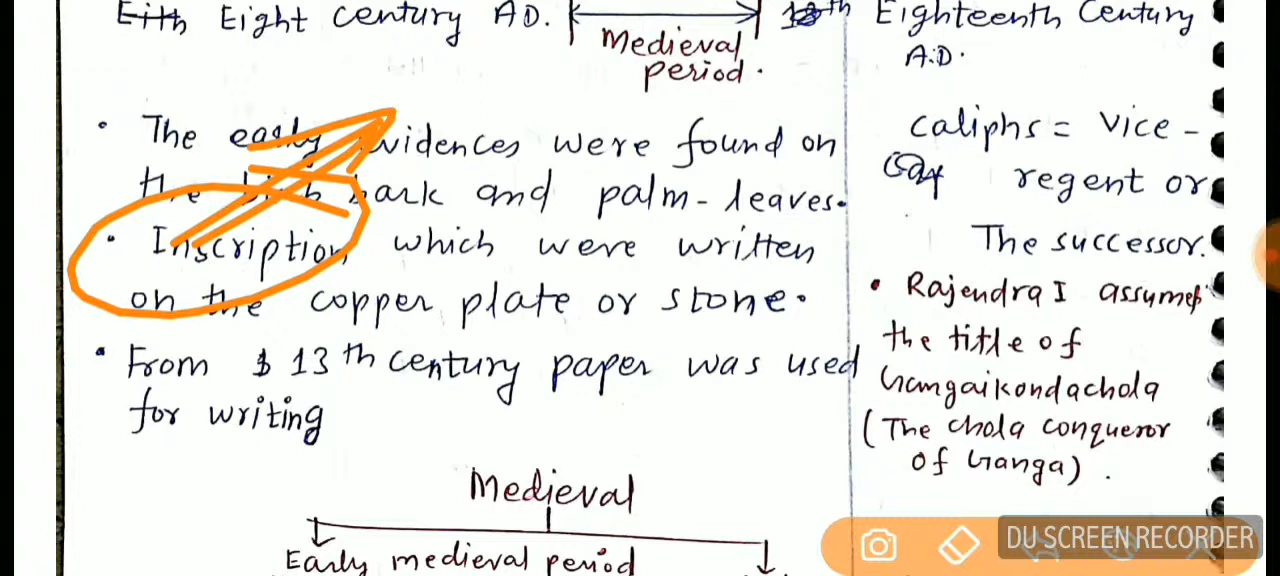 Eight century AD.
Medieval
period.
Eighteenth Century
A.D.
• The early evidences were found on
the birh bark and palm-leaves.
• Inscription which were written
on the copper plate or stone.
• From 13th century paper was used
for writing
Medieval
Early medieval period
caliphs = vice-
regent or
The successor.
• Rajendra I assumes
the title of
Gangaikondachola
(The chola conqueror
of Ganga).
DU SCREEN RECORDER